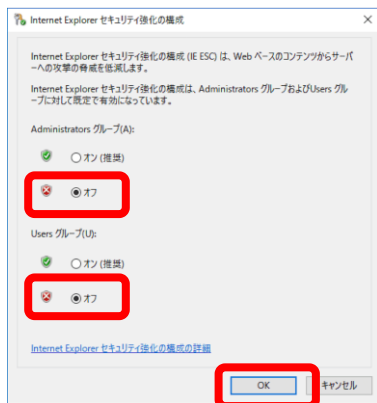 Internet Explorer セキュリティ強化の構成
Internet Explorer セキュリティ強化の構成 (IE ESC) は、Web ベースのコンテンツからサーバ
ーへの攻撃の脅威を低減します。
Internet Explorer セキュリティ強化の構成は、Administrators グループおよびUsers グル
ープに対して既定で有効になっています。
Administrators グループ(A):
オン (推奨)
オフ
Users グループ(U):
オン (推奨)
オフ
Internet Explorer セキュリティ強化の構成の詳細
OK
キャンセル